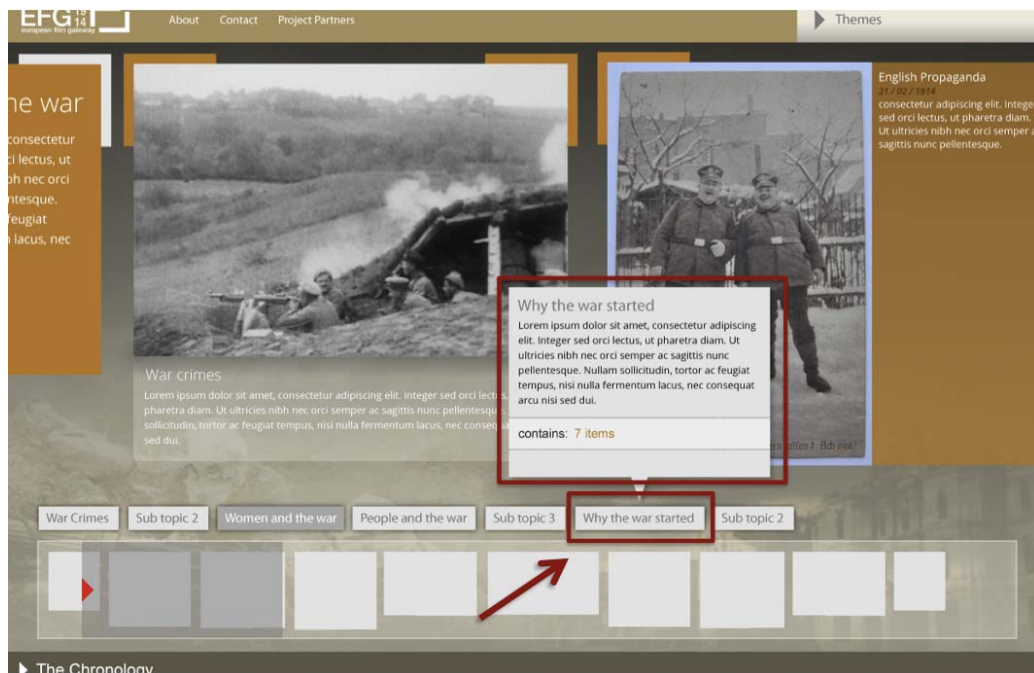 EFG 15
14
european film gateway
About Contact Project Partners
Themes
he war
consectetur
ci lectus, ut
bh nec orci
ntesque.
feugiat
lacus, nec
English Propaganda
21 / 02 / 1914
consectetur adipiscing elit. Intege
sed orci lectus, ut pharetra diam.
Ut ultricies nibh nec orci semper a
sagittis nunc pellentesque.
War crimes
Lorem ipsum dolor sit amet, consectetur adipiscing elit. Integer sed orci lectus,
pharetra diam. Ut ultricies nibh nec orci semper ac sagittis nunc pellentesque.
sollicitudin, tortor ac feugiat tempus, nisi nulla fermentum lacus, nec consequa
sed dui.
Why the war started
Lorem ipsum dolor sit amet, consectetur adipiscing
elit. Integer sed orci lectus, ut pharetra diam. Ut
ultricies nibh nec orci semper ac sagittis nunc
pellentesque. Nullam sollicitudin, tortor ac feugiat
tempus, nisi nulla fermentum lacus, nec consequat
arcu nisi sed dui.
contains: 7 items
War Crimes
Sub topic 2
Women and the war
People and the war
Sub topic 3
Why the war started
Sub topic 2
The Chronology